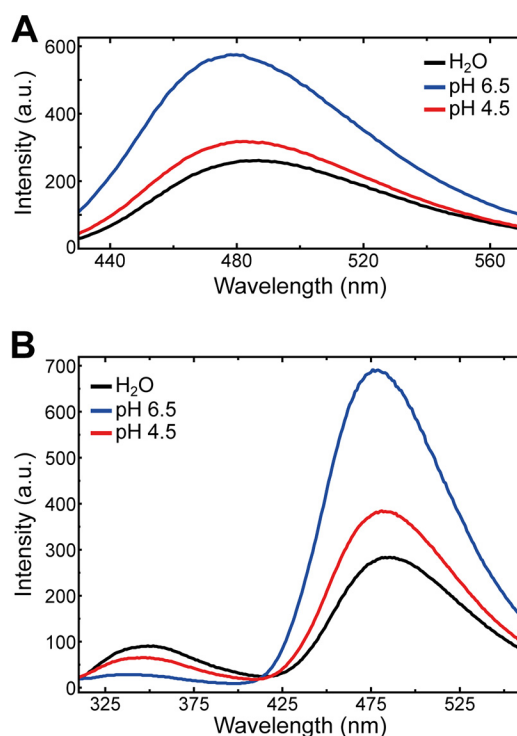 A
Intensity (a.u.)
600
400
200
0
H₂O
pH 6.5
pH 4.5
440
480
520
560
Wavelength (nm)
B
Intensity (a.u.)
700
600
500
400
300
200
100
0
H₂O
pH 6.5
pH 4.5
325
375
425
475
525
Wavelength (nm)